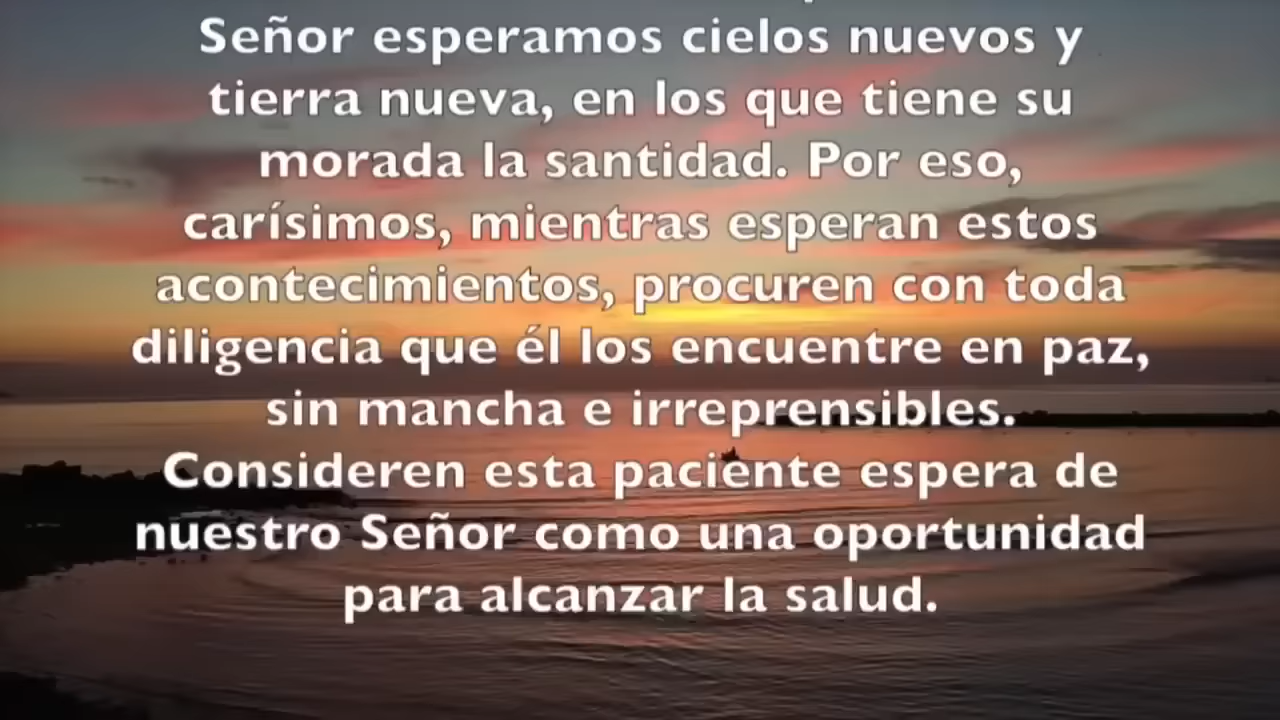 Señor esperamos cielos nuevos y
tierra nueva, en los que tiene su
morada la santidad. Por eso,
carísimos, mientras esperan estos
acontecimientos, procuren con toda
diligencia que él los encuentre en paz,
sin mancha e irreprensibles.
Consideren esta paciente espera de
nuestro Señor como una oportunidad
para alcanzar la salud.